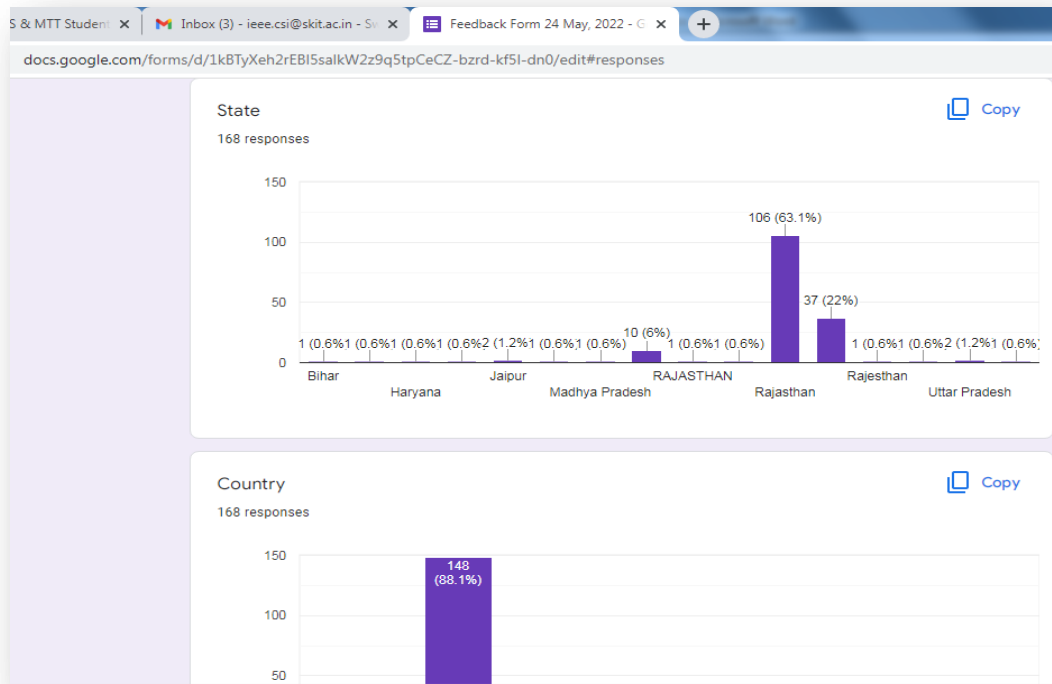 S & MTT Student
Inbox (3) - ieee.csi@skit.ac.in - Sw
Feedback Form 24 May, 2022 - G
docs.google.com/forms/d/1kBTyXeh2rEBI5salkW2z9q5tpCeCZ-bzrd-kf5I-dn0/edit#responses
State
Copy
168 responses
150
100
50
0
1 (0.6%1 (0.6%1 (0.6%1 (0.6%2 (1.2%1 (0.6%1 (0.6%) 10 (6%) 1 (0.6%1 (0.6%) 106 (63.1%) 37 (22%) 1 (0.6%1 (0.6%2 (1.2%1 (0.6%)
Bihar Jaipur RAJASTHAN Rajesthan
Haryana Madhya Pradesh Rajasthan Uttar Pradesh
Country
Copy
168 responses
150
100
50
148
(88.1%)